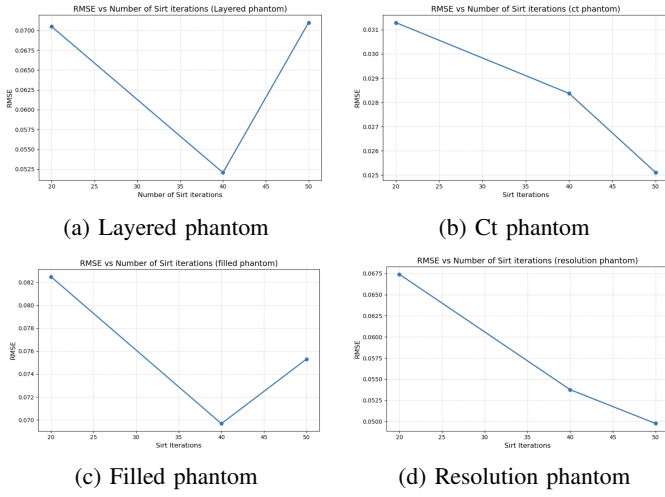 RMSE vs Number of Sirt iterations (Layered phantom)
RMSE
0.0700
0.0675
0.0650
0.0625
0.0600
0.0575
0.0550
0.0525
20 25 30 35 40 45 50
Number of Sirt iterations
(a) Layered phantom
RMSE vs Number of Sirt iterations (ct phantom)
RMSE
0.031
0.030
0.029
0.028
0.027
0.026
0.025
20 25 30 35 40 45 50
Sirt Iterations
(b) Ct phantom
RMSE vs Number of Sirt iterations (filled phantom)
RMSE
0.082
0.080
0.078
0.076
0.074
0.072
0.070
20 25 30 35 40 45 50
Sirt Iterations
(c) Filled phantom
RMSE vs Number of Sirt iterations (resolution phantom)
RMSE
0.0675
0.0650
0.0625
0.0600
0.0575
0.0550
0.0525
0.0500
20 25 30 35 40 45 50
Sirt Iterations
(d) Resolution phantom